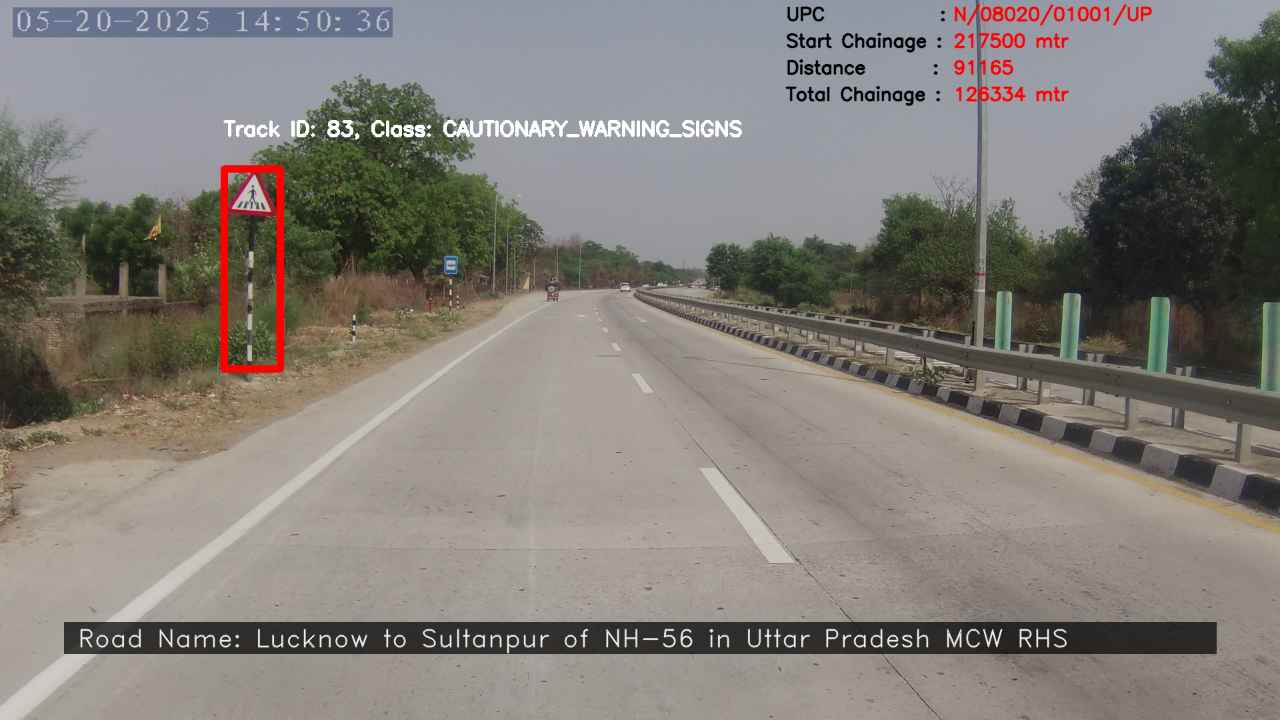 05-20-2025 14:50:36
UPC : N/08020/01001/UP
Start Chainage : 217500 mtr
Distance : 91165
Total Chainage : 126334 mtr
Track ID: 83, Class: CAUTIONARY_WARNING_SIGNS
Road Name: Lucknow to Sultanpur of NH-56 in Uttar Pradesh MCW RHS